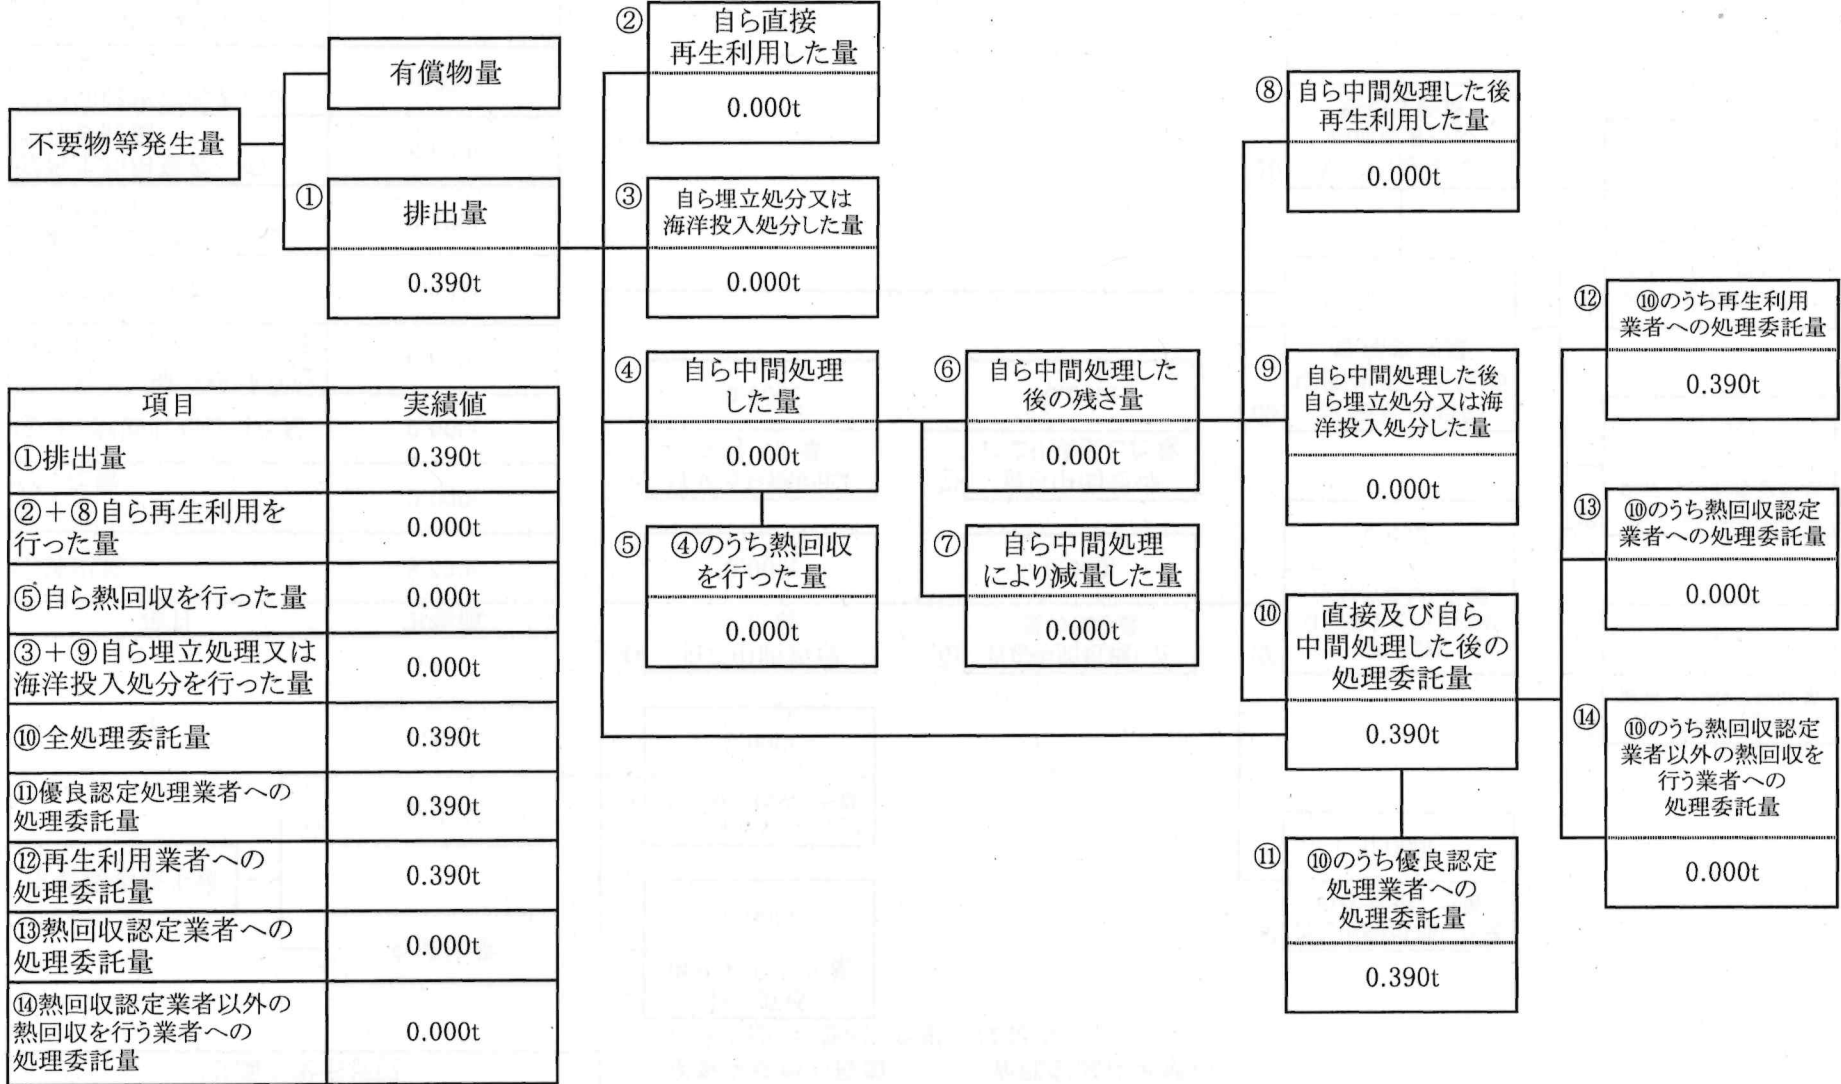 不要物等発生量
有償物量
①
排出量
0.390t
②
自ら直接
再生利用した量
0.000t
③
自ら埋立処分又は
海洋投入処分した量
0.000t
④
自ら中間処理
した量
0.000t
⑤
④のうち熱回収
を行った量
0.000t
⑥
自ら中間処理した
後の残さ量
0.000t
⑦
自ら中間処理
により減量した量
0.000t
⑧
自ら中間処理した後
再生利用した量
0.000t
⑨
自ら中間処理した後
自ら埋立処分又は海
洋投入処分した量
0.000t
⑩
直接及び自ら
中間処理した後の
処理委託量
0.390t
⑪
⑩のうち優良認定
処理業者への
処理委託量
0.390t
⑫
⑩のうち再生利用
業者への処理委託量
0.390t
⑬
⑩のうち熱回収認定
業者への処理委託量
0.000t
⑭
⑩のうち熱回収認定
業者以外の熱回収を
行う業者への
処理委託量
0.000t
項目 実績値
①排出量 0.390t
②+⑧自ら再生利用を
行った量 0.000t
⑤自ら熱回収を行った量 0.000t
③+⑨自ら埋立処理又は
海洋投入処分を行った量 0.000t
⑩全処理委託量 0.390t
⑪優良認定処理業者への
処理委託量 0.390t
⑫再生利用業者への
処理委託量 0.390t
⑬熱回収認定業者への
処理委託量 0.000t
⑭熱回収認定業者以外の
熱回収を行う業者への
処理委託量 0.000t